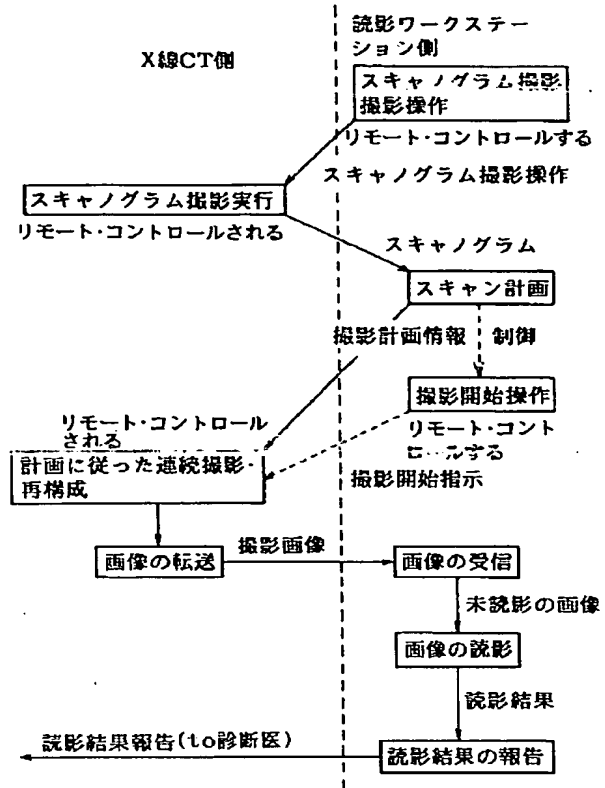 X線CT側
読影ワークステー
ション側
スキャノグラム撮影
撮影操作
リモート・コントロールする
スキャノグラム撮影操作
スキャノグラム撮影実行
リモート・コントロールされる
スキャノグラム
スキャン計画
撮影計画情報
制御
撮影開始操作
リモート・コント
ロールする
撮影開始指示
リモート・コントロール
される
計画に従った連続撮影・
再構成
画像の転送
撮影画像
画像の受信
未読影の画像
画像の読影
読影結果
読影結果の報告
読影結果報告(to診断医)